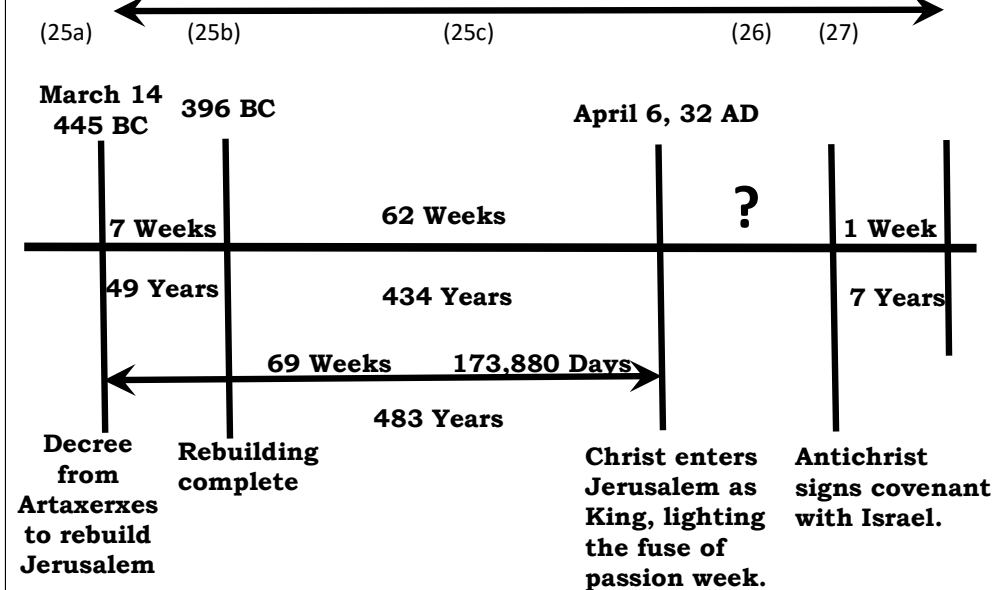 (25a) (25b) (25c) (26) (27)
March 14
445 BC
396 BC
April 6, 32 AD
7 Weeks
62 Weeks
?
1 Week
49 Years
434 Years
7 Years
69 Weeks 173,880 Days
483 Years
Decree
from
Artaxerxes
to rebuild
Jerusalem
Rebuilding
complete
Christ enters
Jerusalem as
King, lighting
the fuse of
passion week.
Antichrist
signs covenant
with Israel.